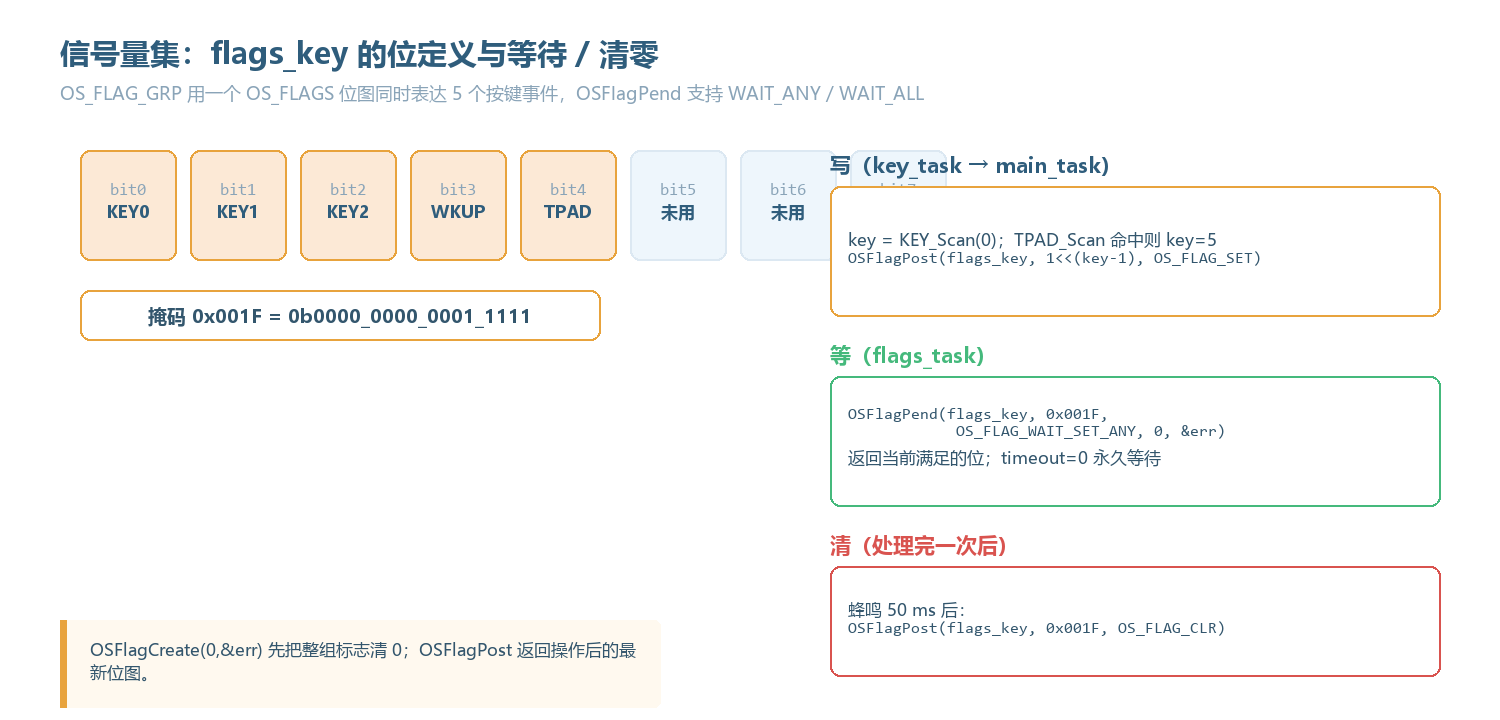 信号量集：flags_key 的位定义与等待 / 清零
OS_FLAG_GRP 用一个 OS_FLAGS 位图同时表达 5 个按键事件，OSFlagPend 支持 WAIT_ANY / WAIT_ALL
bit0
KEY0
bit1
KEY1
bit2
KEY2
bit3
WKUP
bit4
TPAD
bit5
未用
bit6
未用
掩码 0x001F = 0b0000_0000_0001_1111
写（key_task → main_task）
key = KEY_Scan(0)；TPAD_Scan 命中则 key=5
OSFlagPost(flags_key, 1<<(key-1), OS_FLAG_SET)
等（flags_task）
OSFlagPend(flags_key, 0x001F,
OS_FLAG_WAIT_SET_ANY, 0, &err)
返回当前满足的位；timeout=0 永久等待
清（处理完一次后）
蜂鸣 50 ms 后：
OSFlagPost(flags_key, 0x001F, OS_FLAG_CLR)
OSFlagCreate(0,&err) 先把整组标志清 0；OSFlagPost 返回操作后的最
新位图。